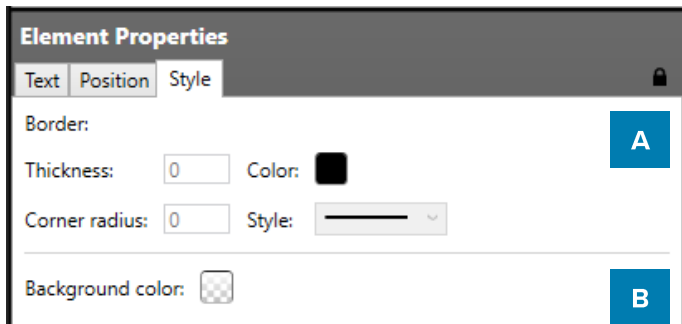 Element Properties
Text Position Style
Border:
A
Thickness: 0 Color:
Corner radius: 0 Style:
Background color:
B